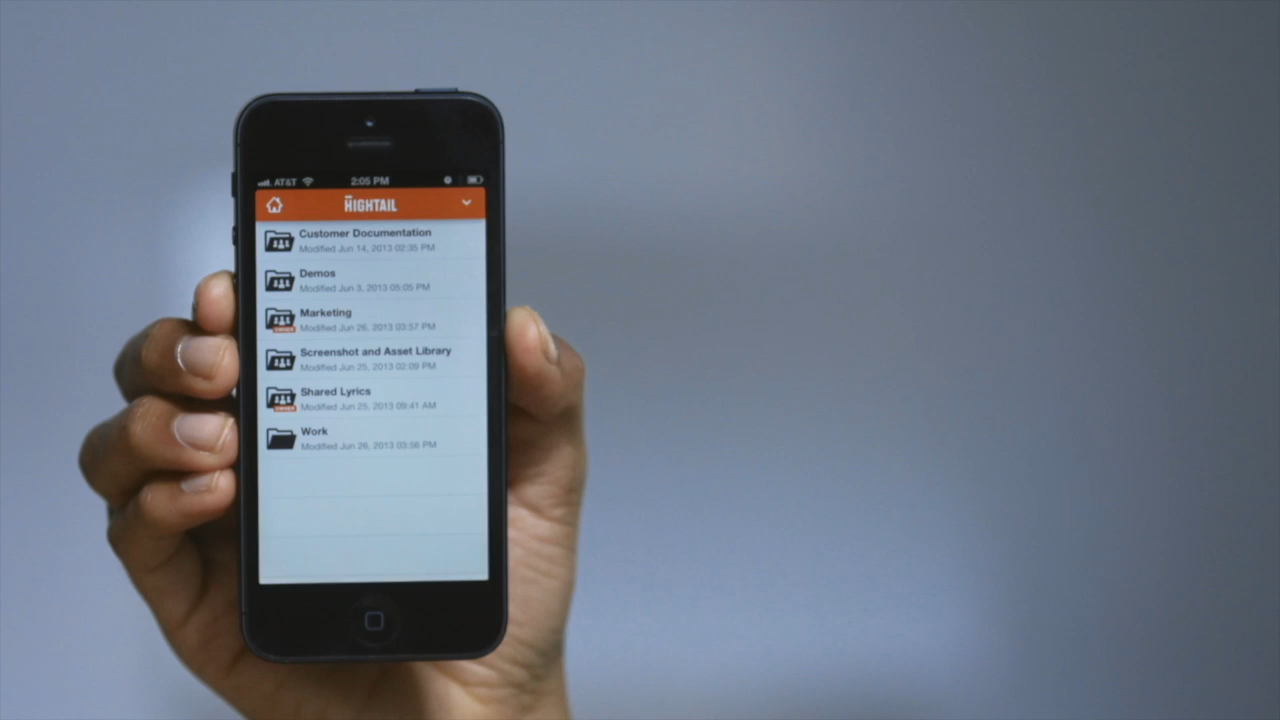 AT&T 2:05 PM
HIGHTAIL
Customer Documentation
Modified Jun 14, 2013 02:35 PM
Demos
Modified Jun 3, 2013 05:05 PM
Marketing
Modified Jun 26, 2013 03:57 PM
OWNER
Screenshot and Asset Library
Modified Jun 25, 2013 02:09 PM
Shared Lyrics
Modified Jun 25, 2013 09:41 AM
OWNER
Work
Modified Jun 26, 2013 03:56 PM